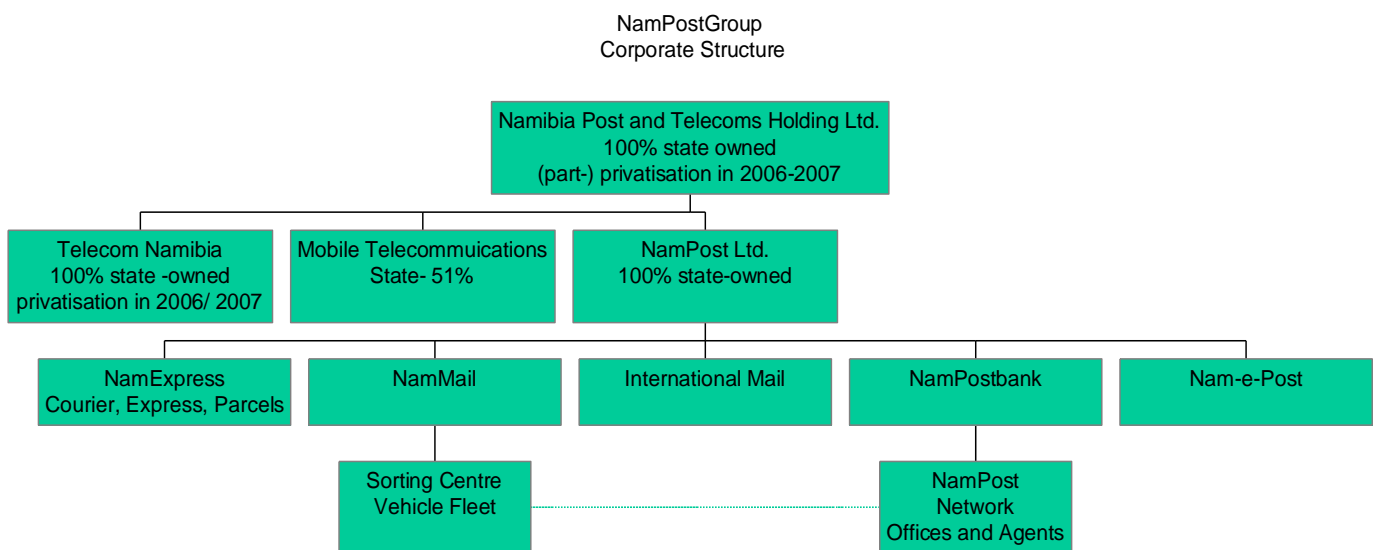 NamPostGroup
Corporate Structure
Namibia Post and Telecoms Holding Ltd.
100% state owned
(part-) privatisation in 2006-2007
Telecom Namibia
100% state -owned
privatisation in 2006/ 2007
Mobile Telecommuications
State- 51%
NamPost Ltd.
100% state-owned
NamExpress
Courier, Express, Parcels
NamMail
International Mail
NamPostbank
Nam-e-Post
Sorting Centre
Vehicle Fleet
NamPost
Network
Offices and Agents